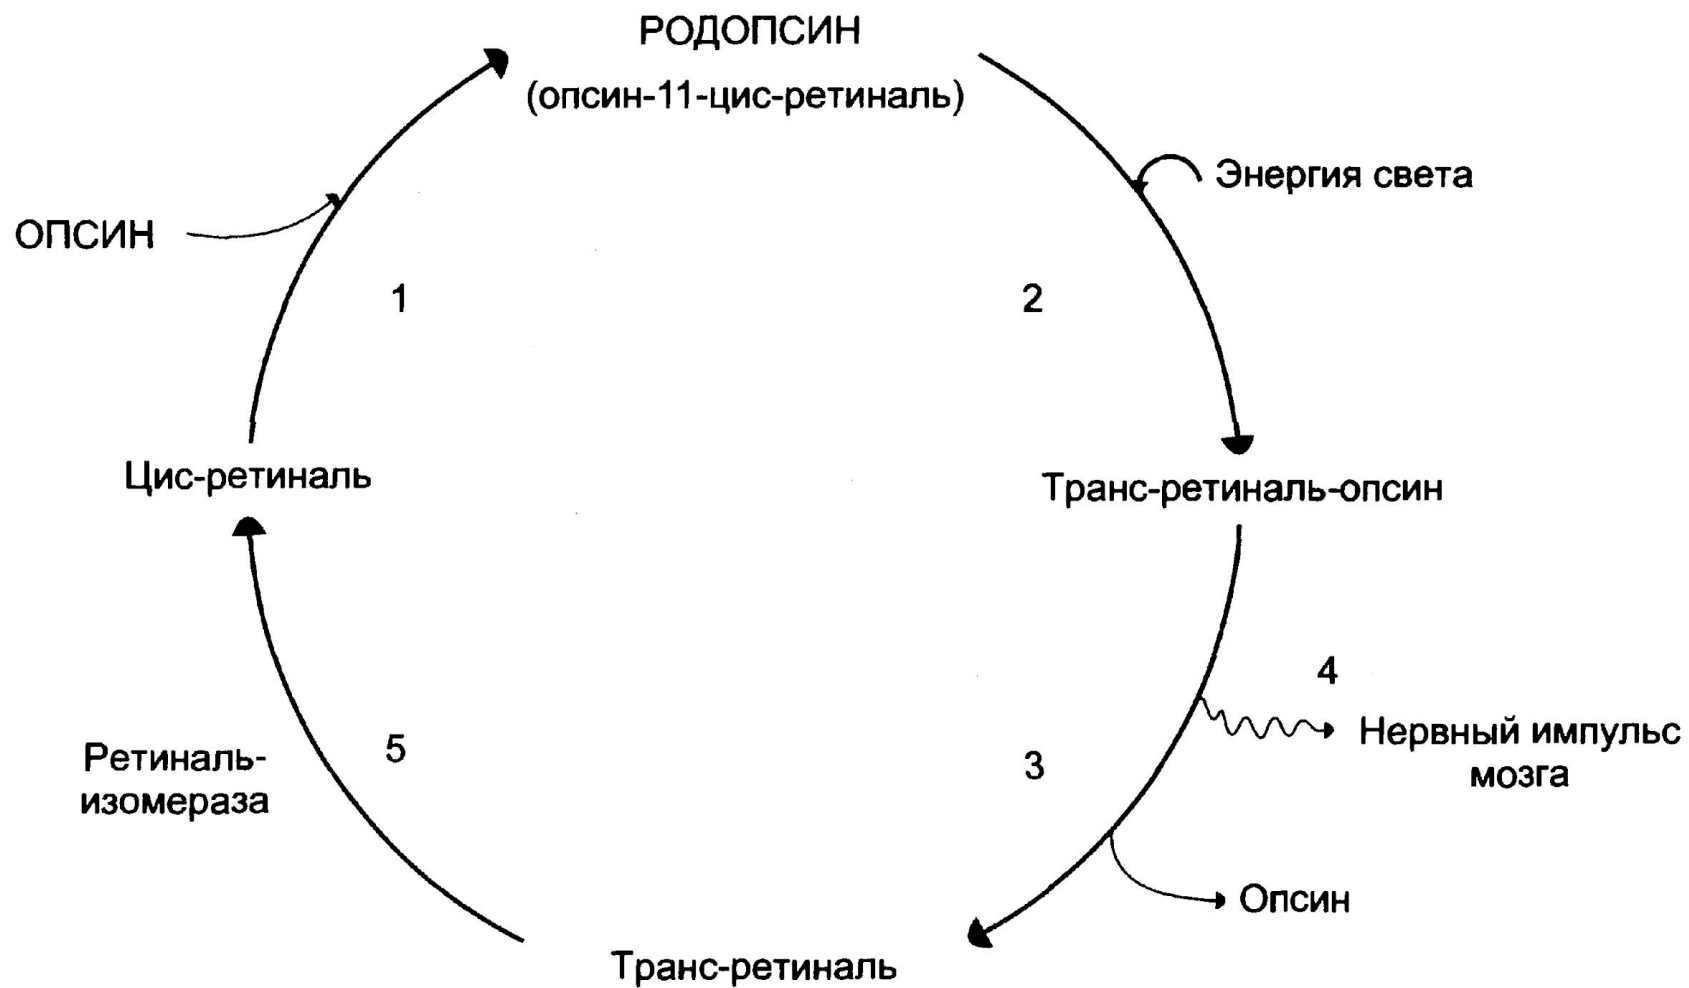 РОДОПСИН
(опсин-11-цис-ретиналь)
Энергия света
ОПСИН
1
2
Цис-ретиналь
Транс-ретиналь-опсин
4
Нервный импульс
мозга
3
5
Ретиналь-
изомераза
Опсин
Транс-ретиналь